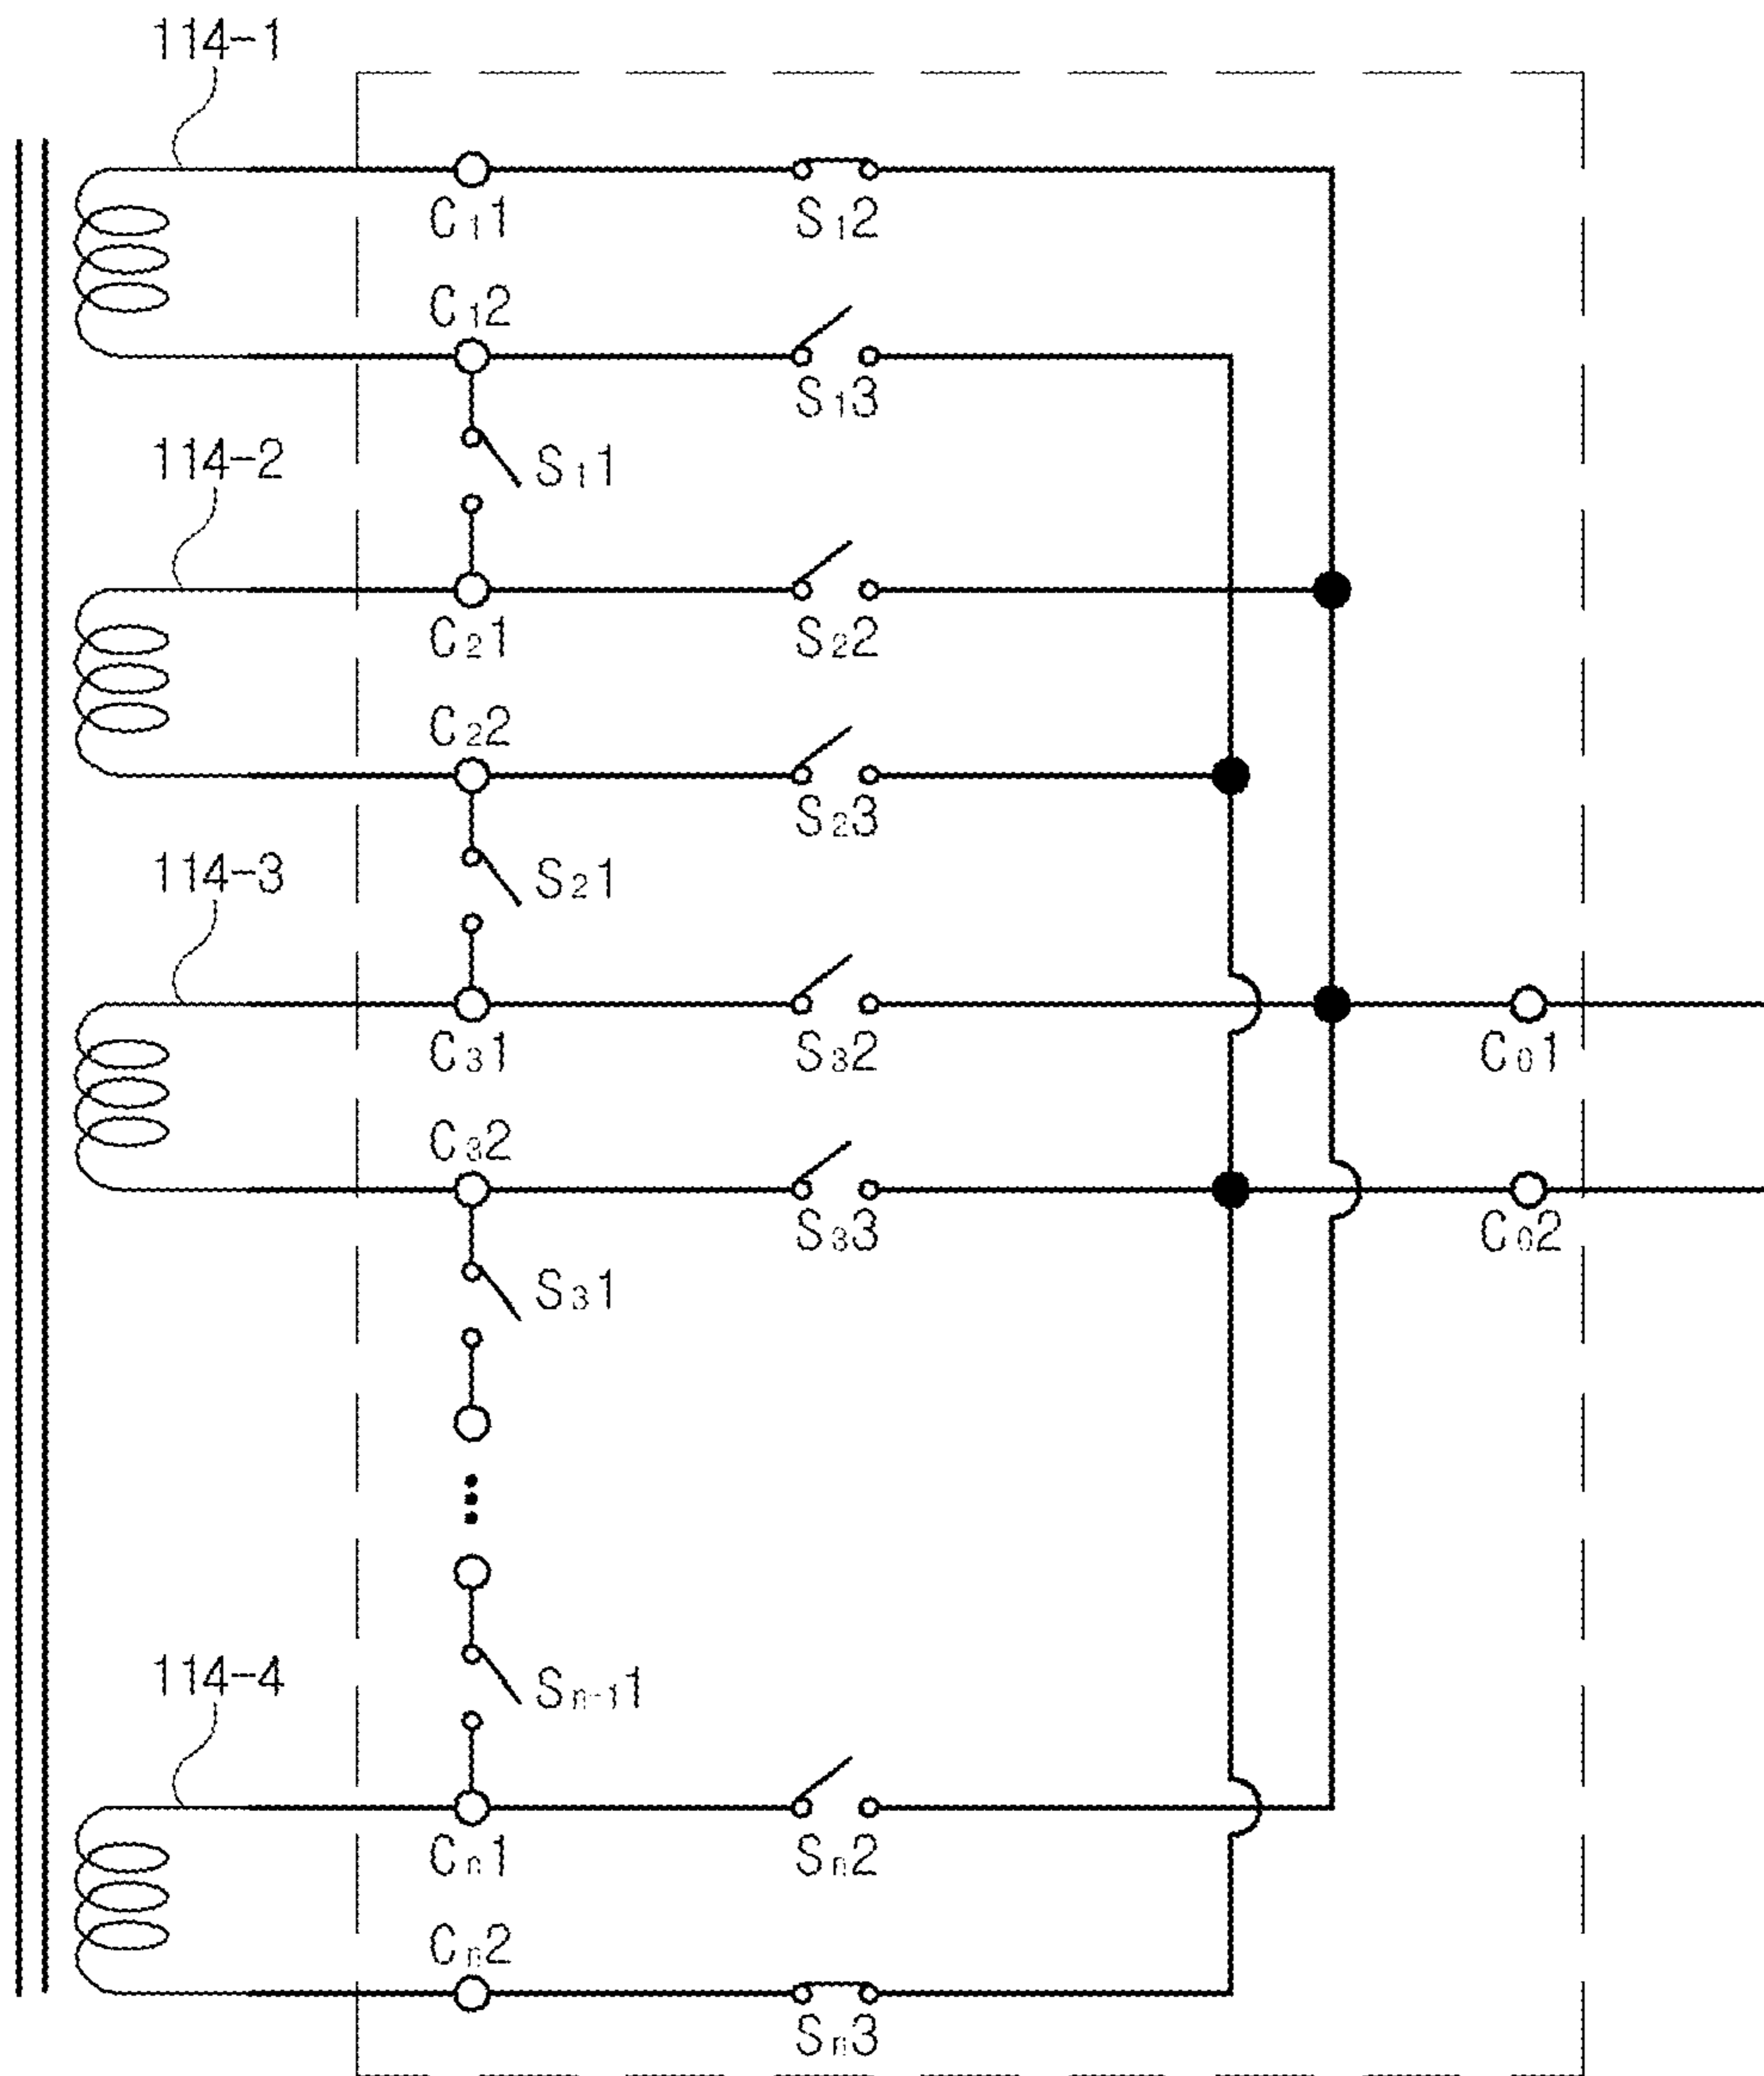 114-1
C₁1
S₁2
C₁2
S₁3
114-2
S₁1
C₂1
S₂2
C₂2
S₂3
114-3
S₂1
C₃1
S₃2
C₀1
C₃2
S₃3
C₀2
S₃1
114-4
Sₙ₋₁1
Cₙ1
Sₙ2
Cₙ2
Sₙ3